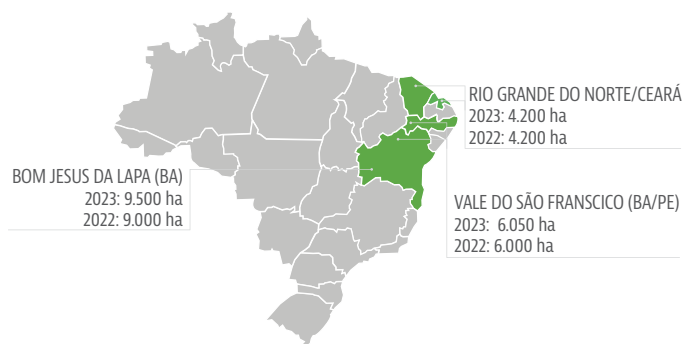 RIO GRANDE DO NORTE/CEARÁ
2023: 4.200 ha
2022: 4.200 ha
BOM JESUS DA LAPA (BA)
2023: 9.500 ha
2022: 9.000 ha
VALE DO SÃO FRANSCICO (BA/PE)
2023: 6.050 ha
2022: 6.000 ha